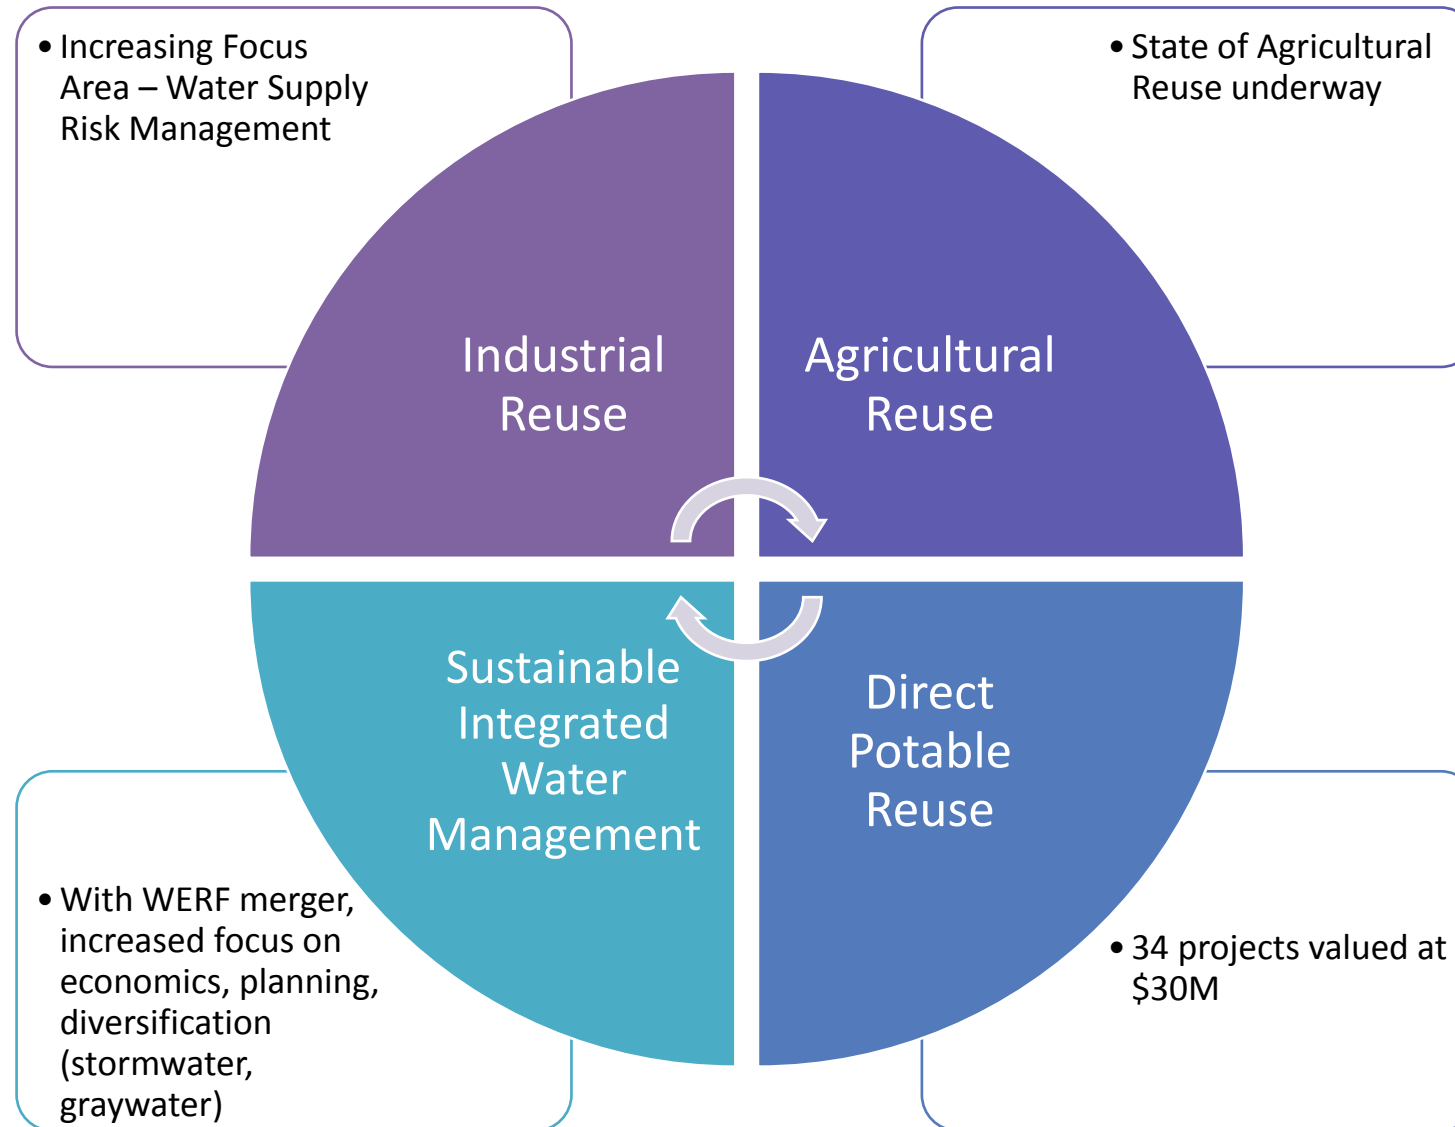 • Increasing Focus
Area – Water Supply
Risk Management
• State of Agricultural
Reuse underway
Industrial
Reuse
Agricultural
Reuse
Sustainable
Integrated
Water
Management
Direct
Potable
Reuse
• With WERF merger,
increased focus on
economics, planning,
diversification
(stormwater,
graywater)
• 34 projects valued at
$30M